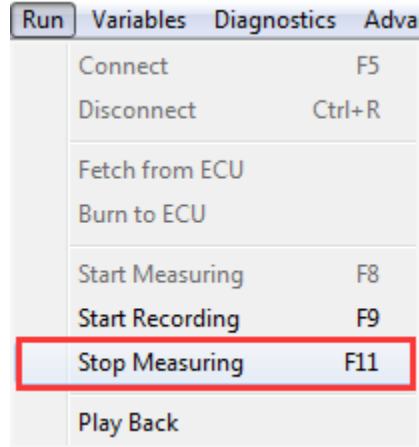 Run Variables Diagnostics Adva
Connect F5
Disconnect Ctrl+R
Fetch from ECU
Burn to ECU
Start Measuring F8
Start Recording F9
Stop Measuring F11
Play Back